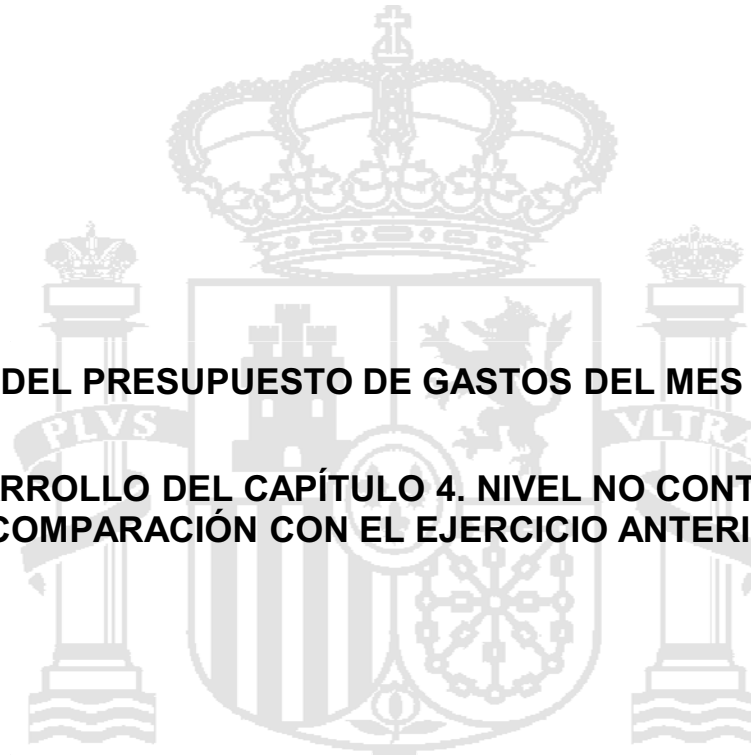 DEL PRESUPUESTO DE GASTOS DEL MES
PLVS VLTRA
RROLLO DEL CAPÍTULO 4. NIVEL NO CONT
COMPARACIÓN CON EL EJERCICIO ANTERI